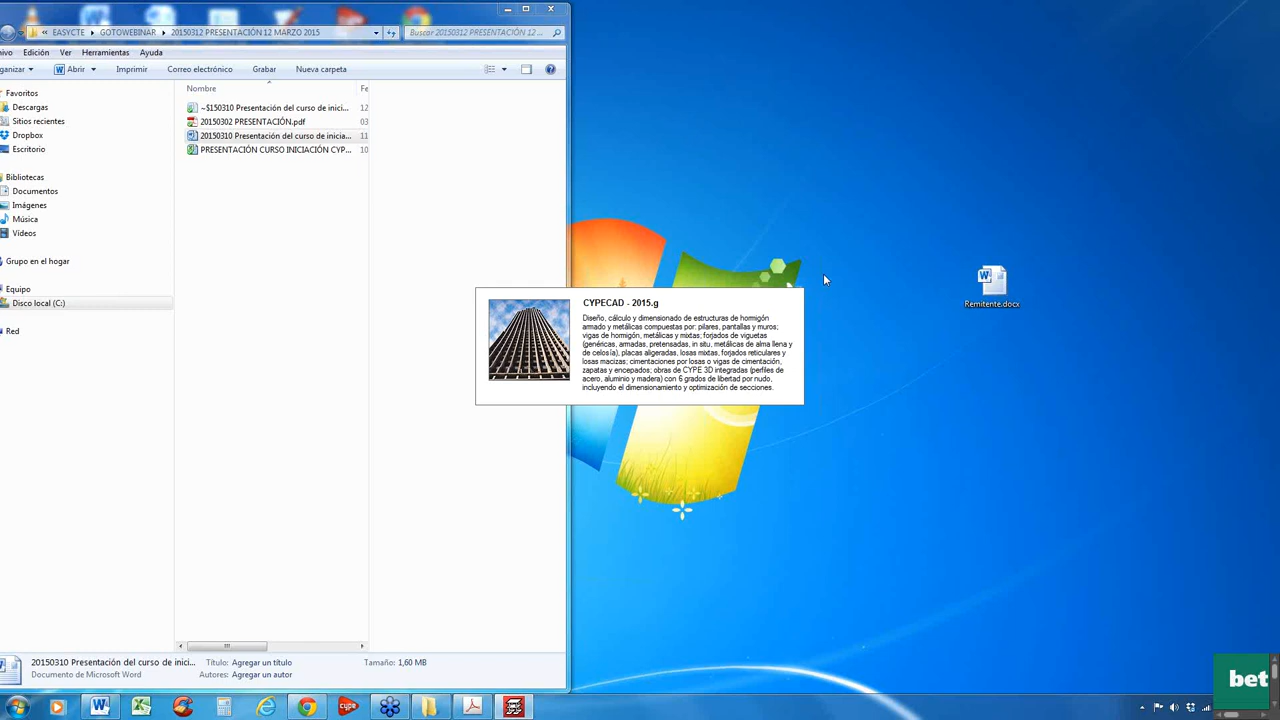 « EASYCTE ▸ GOTOWEBINAR ▸ 20150312 PRESENTACIÓN 12 MARZO 2015
Buscar 20150312 PRESENTACIÓN 12 ...
ivo Edición Ver Herramientas Ayuda
ganizar Abrir Imprimir Correo electrónico Grabar Nueva carpeta
Nombre Fe
Favoritos
Descargas
Sitios recientes
Dropbox
Escritorio
Bibliotecas
Documentos
Imágenes
Música
Vídeos
Grupo en el hogar
Equipo
Disco local (C:)
Red
~$150310 Presentación del curso de inici... 12
20150302 PRESENTACIÓN.pdf 03
20150310 Presentación del curso de inicia... 11
PRESENTACIÓN CURSO INICIACIÓN CYP... 10
CYPECAD - 2015.g
Diseño, cálculo y dimensionado de estructuras de hormigón
armado y metálicas compuestas por: pilares, pantallas y muros;
vigas de hormigón, metálicas y mixtas; forjados de viguetas
(genéricas, armadas, pretensadas, in situ, metálicas de alma llena y
de celosía), placas aligeradas, losas mixtas, forjados reticulares y
losas macizas; cimentaciones por losas o vigas de cimentación,
zapatas y encepados; obras de CYPE 3D integradas (perfiles de
acero, aluminio y madera) con 6 grados de libertad por nudo,
incluyendo el dimensionamiento y optimización de secciones.
Remitente.docx
20150310 Presentación del curso de inici... Título: Agregar un título Tamaño: 1,60 MB
Documento de Microsoft Word Autores: Agregar un autor
cype
bet